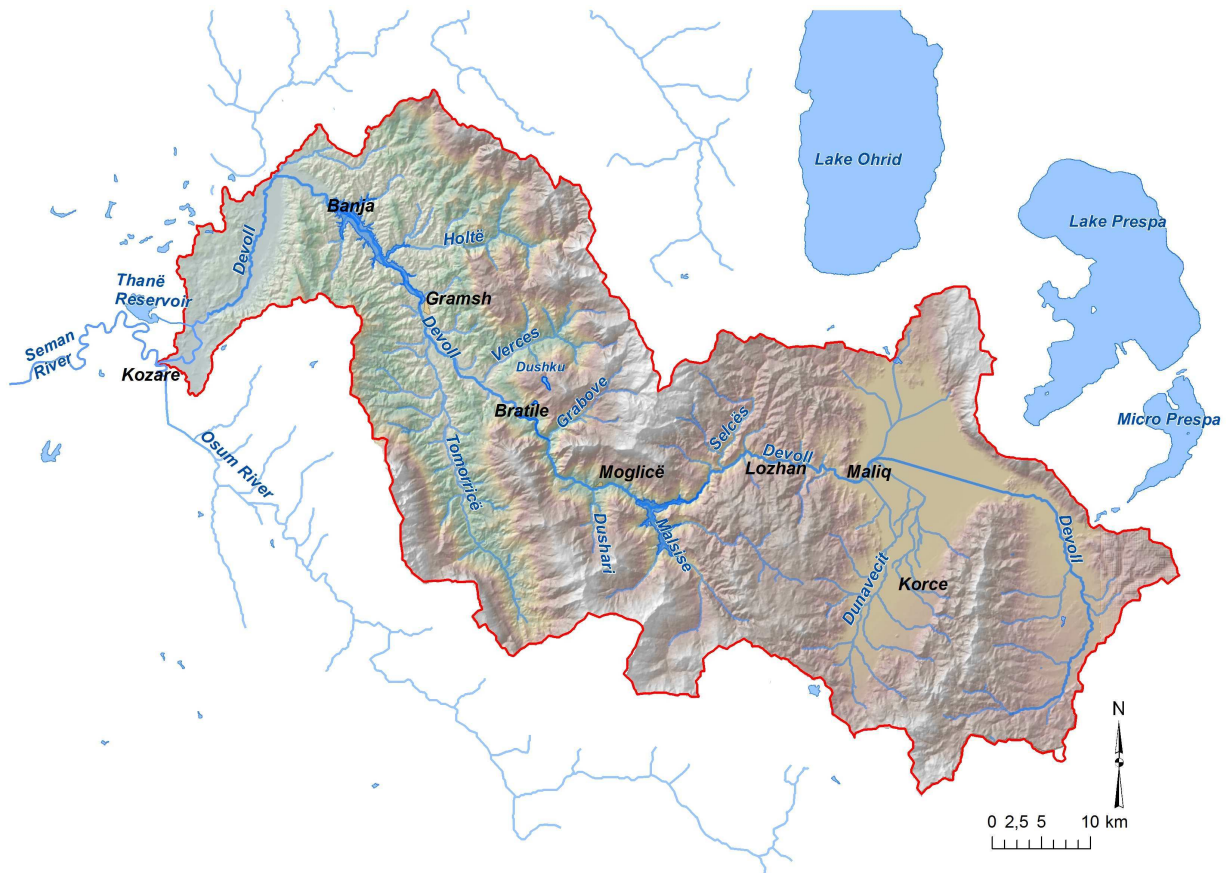 Lake Ohrid
Lake Prespa
Banja
Devoll
Holtë
Thanë
Reservoir
Gramsh
Seman
River
Devoll
Verces
Kozare
Dushku
Bratile
Grabove
Micro Prespa
Osum River
Tomorricë
Selcës
Devoll
Moglicë
Lozhan
Maliq
Dushari
Malsise
Devoll
Dunavecit
Korce
N
0 2,5 5 10 km